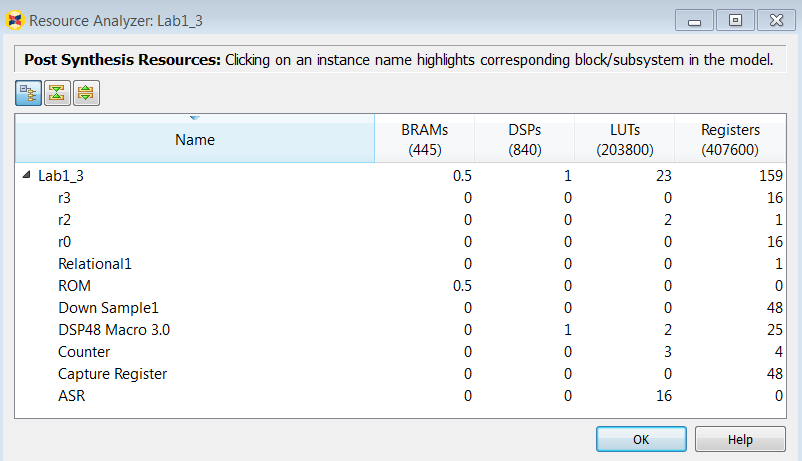 Resource Analyzer: Lab1_3
Post Synthesis Resources: Clicking on an instance name highlights corresponding block/subsystem in the model.
Name BRAMs (445) DSPs (840) LUTs (203800) Registers (407600)
Lab1_3 0.5 1 23 159
r3 0 0 0 16
r2 0 0 2 1
r0 0 0 0 16
Relational1 0 0 0 1
ROM 0.5 0 0 0
Down Sample1 0 0 0 48
DSP48 Macro 3.0 0 1 2 25
Counter 0 0 3 4
Capture Register 0 0 0 48
ASR 0 0 16 0
OK Help